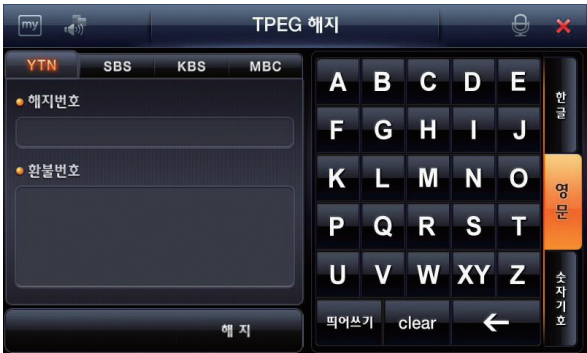 my
TPEG 해지
YTN SBS KBS MBC
해지번호
환불번호
해 지
A B C D E
F G H I J
K L M N O
P Q R S T
U V W XY Z
띄어쓰기 clear ←
한글
영문
숫자기호